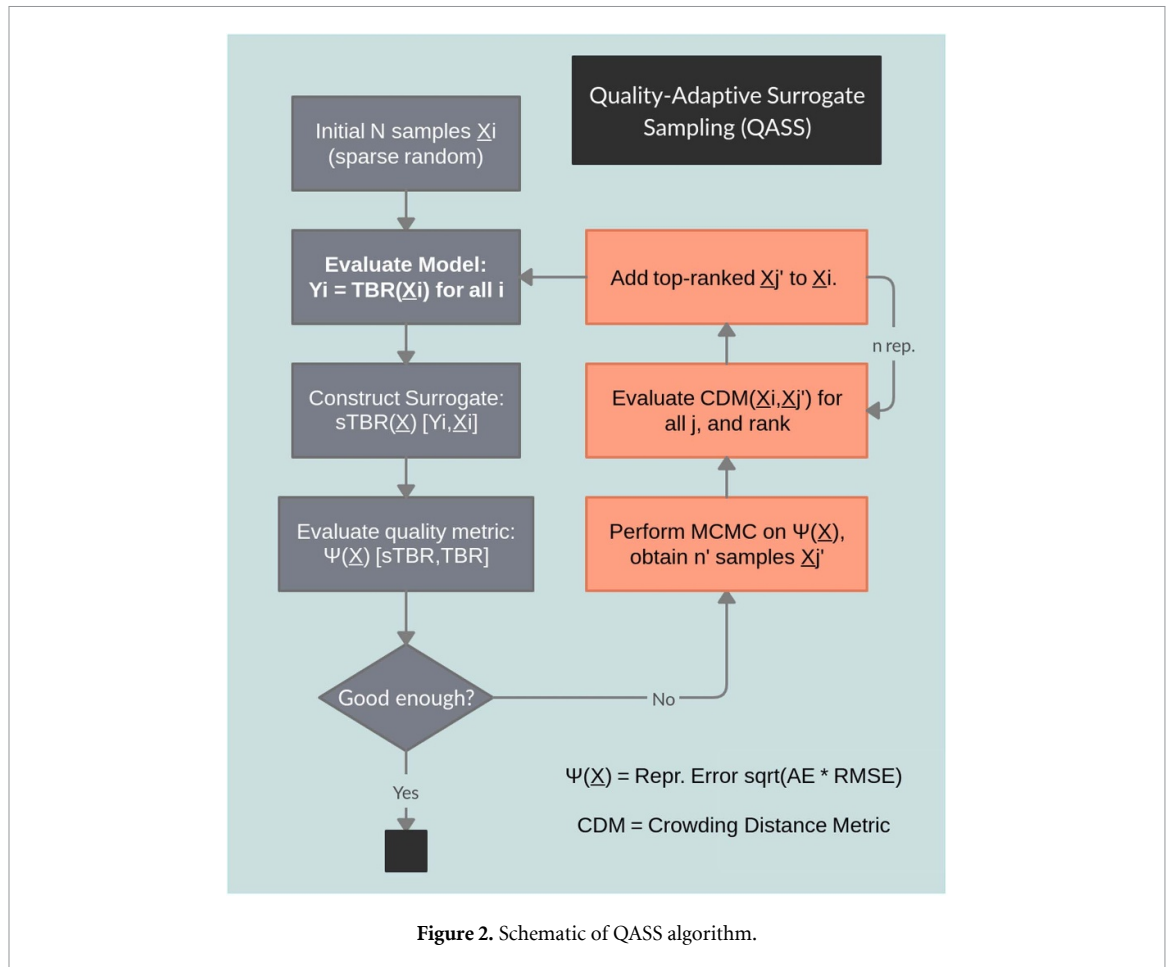 Quality-Adaptive Surrogate
Sampling (QASS)
Initial N samples Xi
(sparse random)
Evaluate Model:
Yi = TBR(Xi) for all i
Add top-ranked Xj' to Xi.
n rep.
Construct Surrogate:
sTBR(X) [Yi,Xi]
Evaluate CDM(Xi,Xj') for
all j, and rank
Evaluate quality metric:
Ψ(X) [sTBR,TBR]
Perform MCMC on Ψ(X),
obtain n' samples Xj'
Good enough?
No
Yes
Ψ(X) = Repr. Error sqrt(AE * RMSE)
CDM = Crowding Distance Metric
Figure 2. Schematic of QASS algorithm.